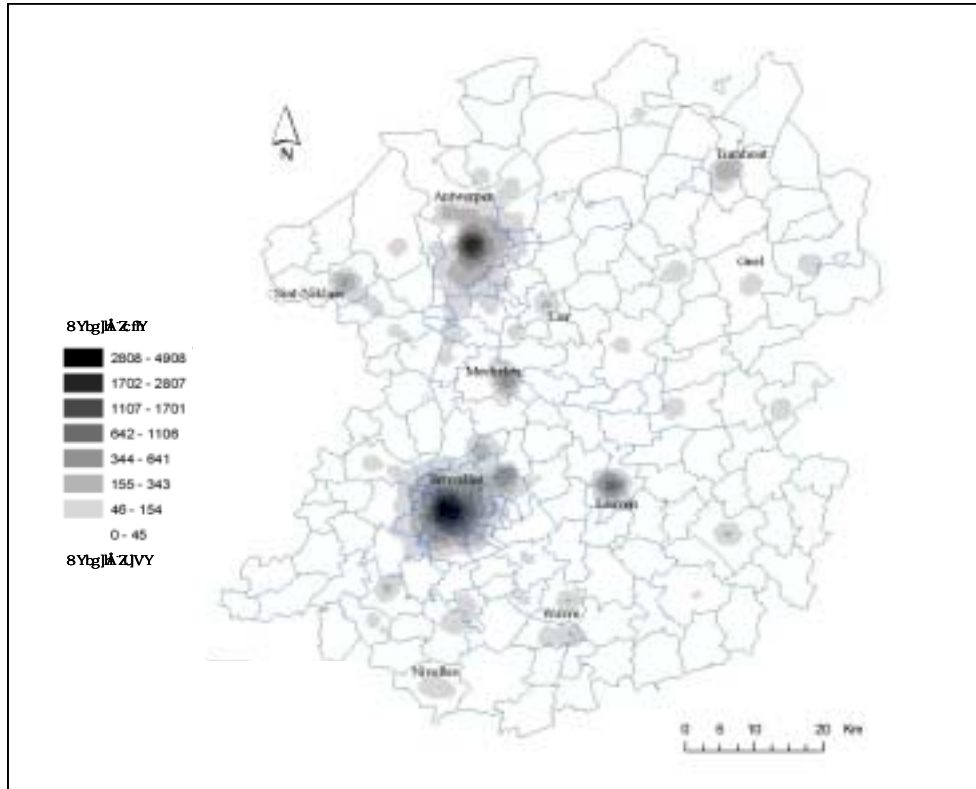 N
Turnhout
Antwerpen
Geel
Sint-Niklaas
Lier
Mechelen
2808 - 4908
1702 - 2807
1107 - 1701
642 - 1106
344 - 641
155 - 343
46 - 154
0 - 45
Bruxelles
Leuven
Wavre
Nivelles
0 5 10 20 Km